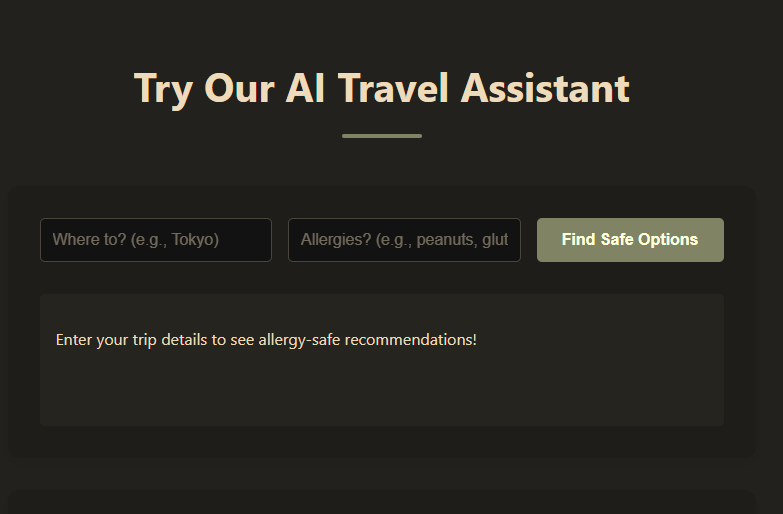 Try Our AI Travel Assistant
Where to? (e.g., Tokyo)
Allergies? (e.g., peanuts, glut
Find Safe Options
Enter your trip details to see allergy-safe recommendations!